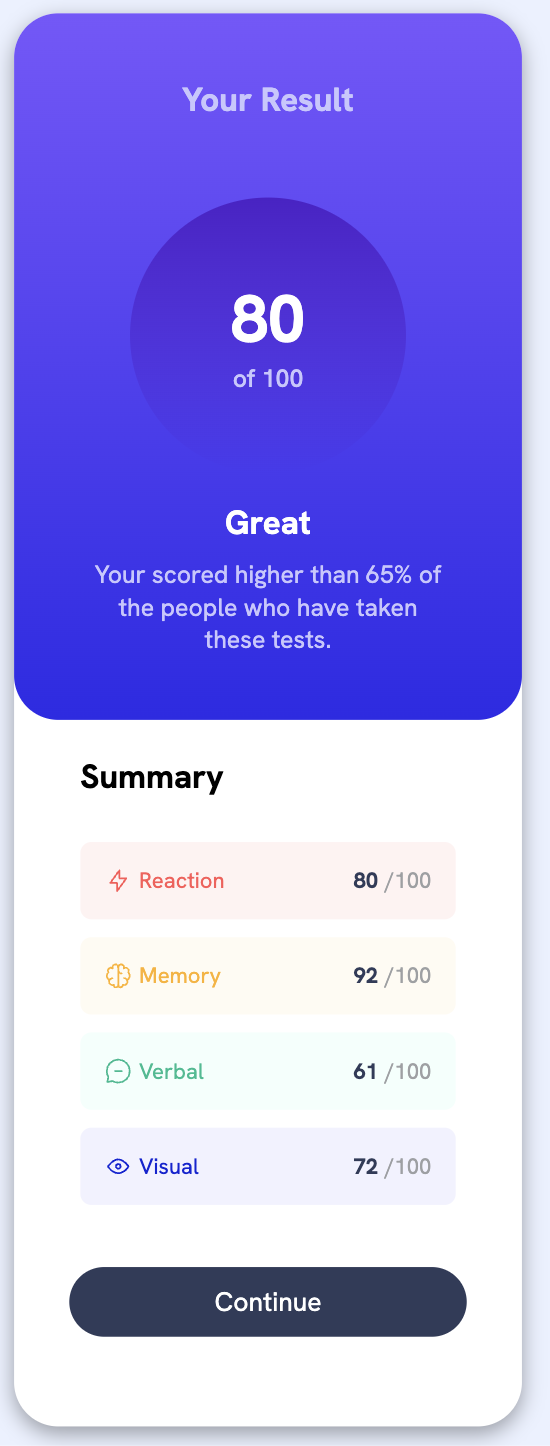 Your Result
80
of 100
Great
Your scored higher than 65% of
the people who have taken
these tests.
Summary
Reaction 80 /100
Memory 92 /100
Verbal 61 /100
Visual 72 /100
Continue